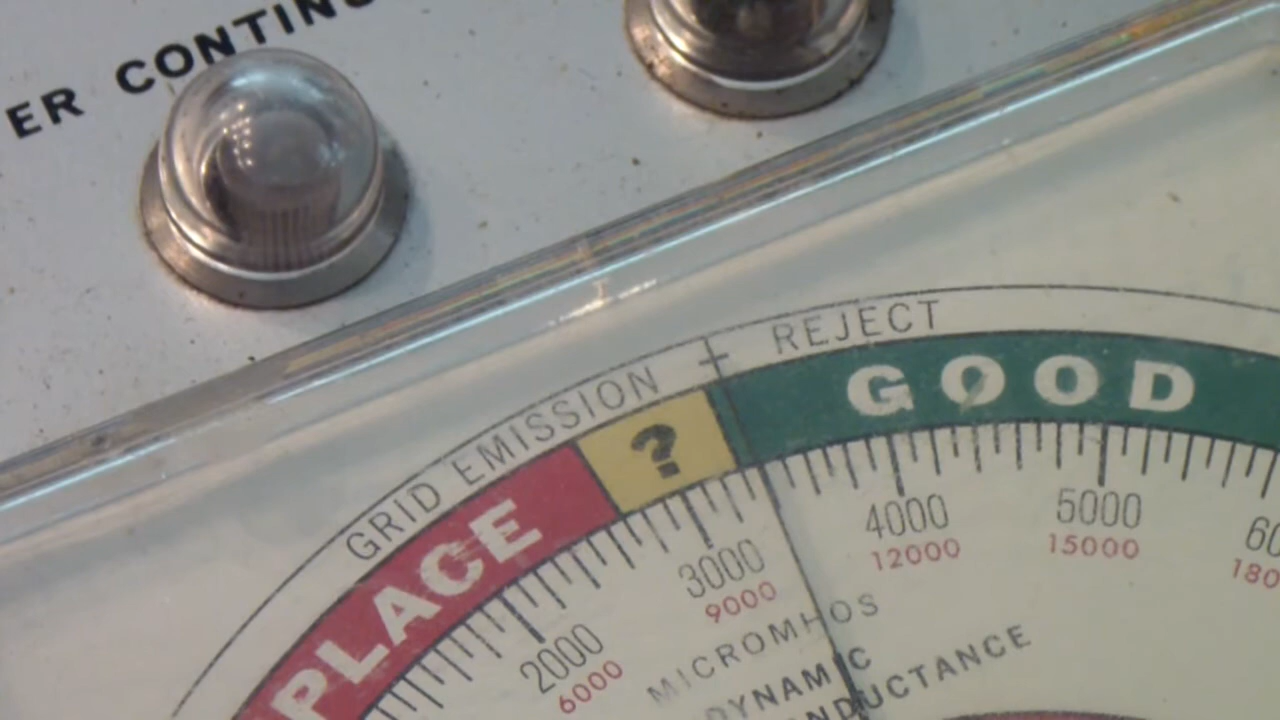 ER CONTINU
GRID EMISSION + REJECT
PLACE ? GOOD
2000 3000 4000 5000 60
6000 9000 12000 15000 180
MICROMHOS
DYNAMIC
NDUCTANCE